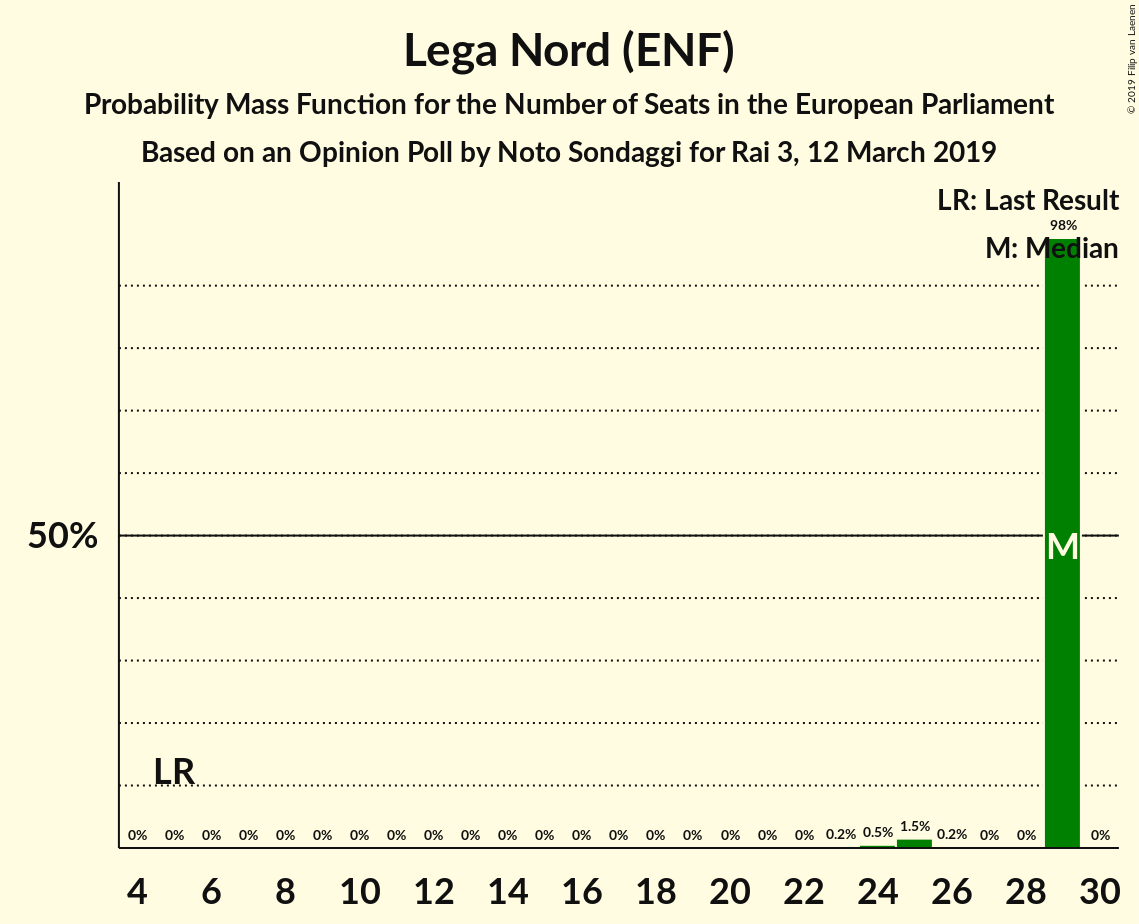 Lega Nord (ENF)
Probability Mass Function for the Number of Seats in the European Parliament
Based on an Opinion Poll by Noto Sondaggi for Rai 3, 12 March 2019
© 2019 Filip van Laenen
LR: Last Result
98%
M: Median
50%
M
LR
0% 0% 0% 0% 0% 0% 0% 0% 0% 0% 0% 0% 0% 0% 0% 0% 0% 0% 0% 0.2% 0.5% 1.5% 0.2% 0% 0% 0%
4 6 8 10 12 14 16 18 20 22 24 26 28 30